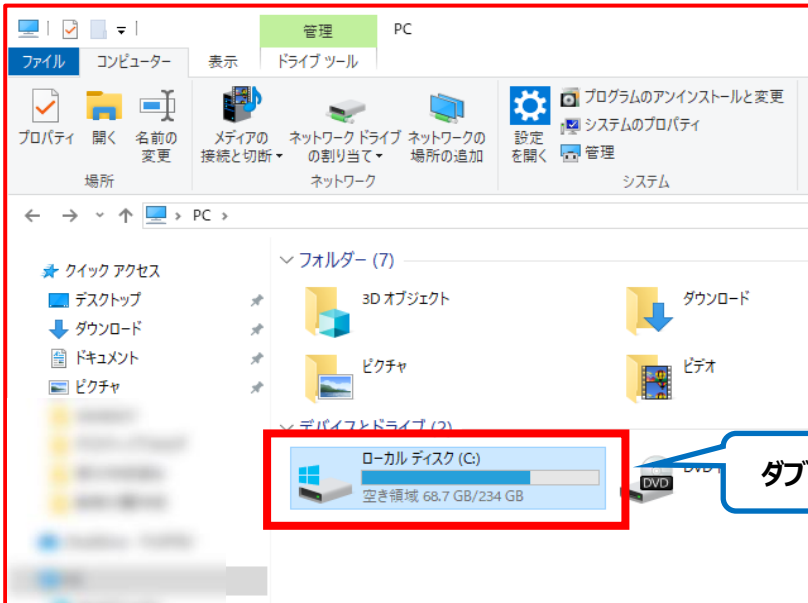 管理 PC
ファイル コンピューター 表示 ドライブ ツール
プロパティ
開く
名前の
変更
場所
メディアの
接続と切断
ネットワーク ドライブ
の割り当て
ネットワークの
場所の追加
ネットワーク
設定
を開く
プログラムのアンインストールと変更
システムのプロパティ
管理
システム
PC
クイック アクセス
デスクトップ
ダウンロード
ドキュメント
ピクチャ
フォルダー (7)
3D オブジェクト
ダウンロード
ピクチャ
ビデオ
デバイスとドライブ (2)
ローカル ディスク (C:)
空き領域 68.7 GB/234 GB
DVD
ダブ